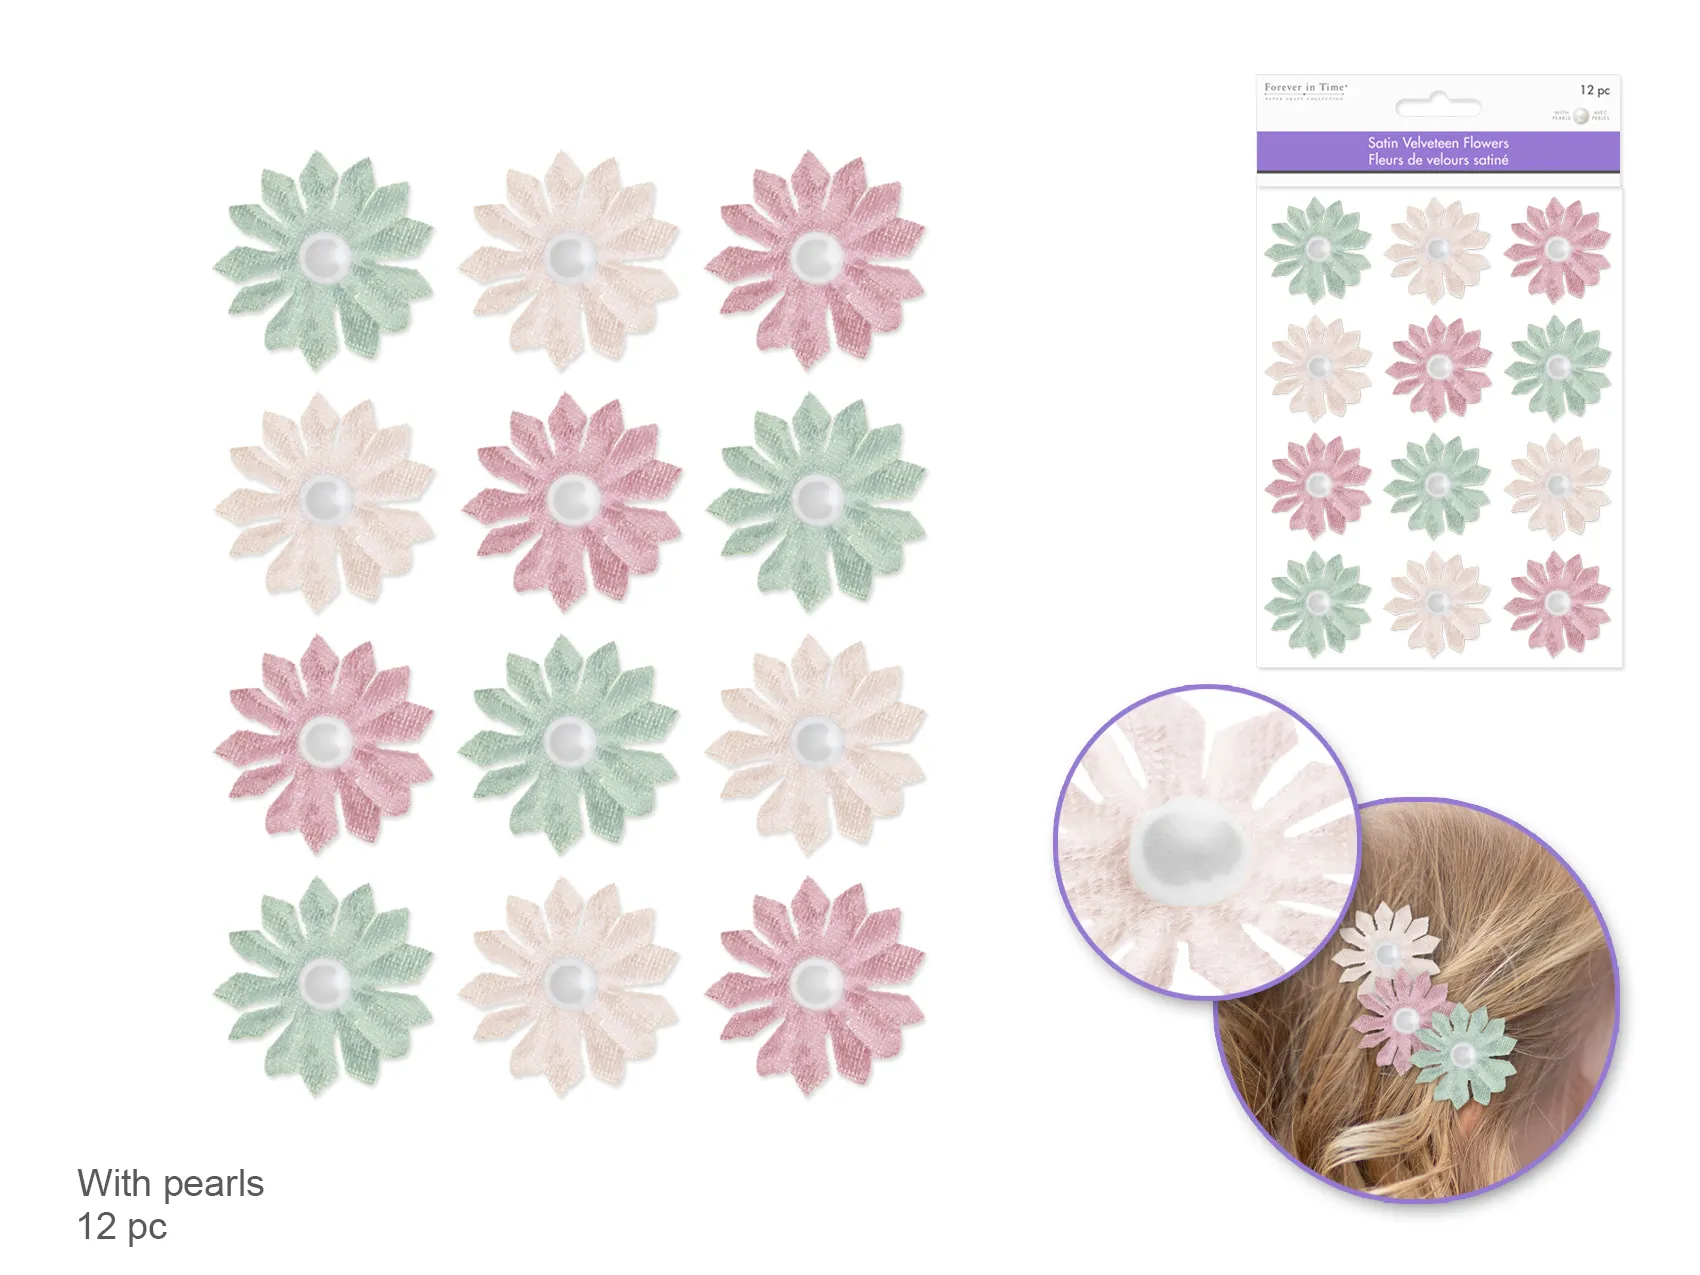 Forever in Time®
PAPER CRAFT COLLECTION
12 pc
WITH PEARLS
AVEC PERLES
Satin Velveteen Flowers
Fleurs de velours satiné
With pearls
12 pc